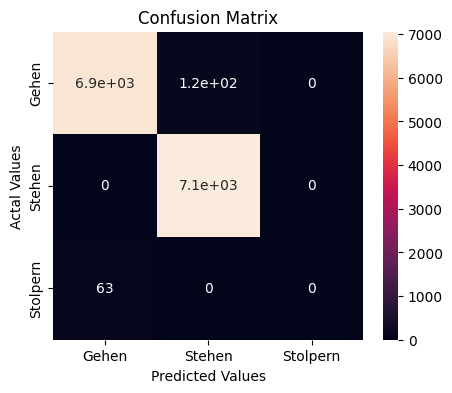 Confusion Matrix
Actal Values
Gehen
6.9e+03 1.2e+02 0
Stehen
0 7.1e+03 0
Stolpern
63 0 0
Gehen Stehen Stolpern
Predicted Values
7000
6000
5000
4000
3000
2000
1000
0